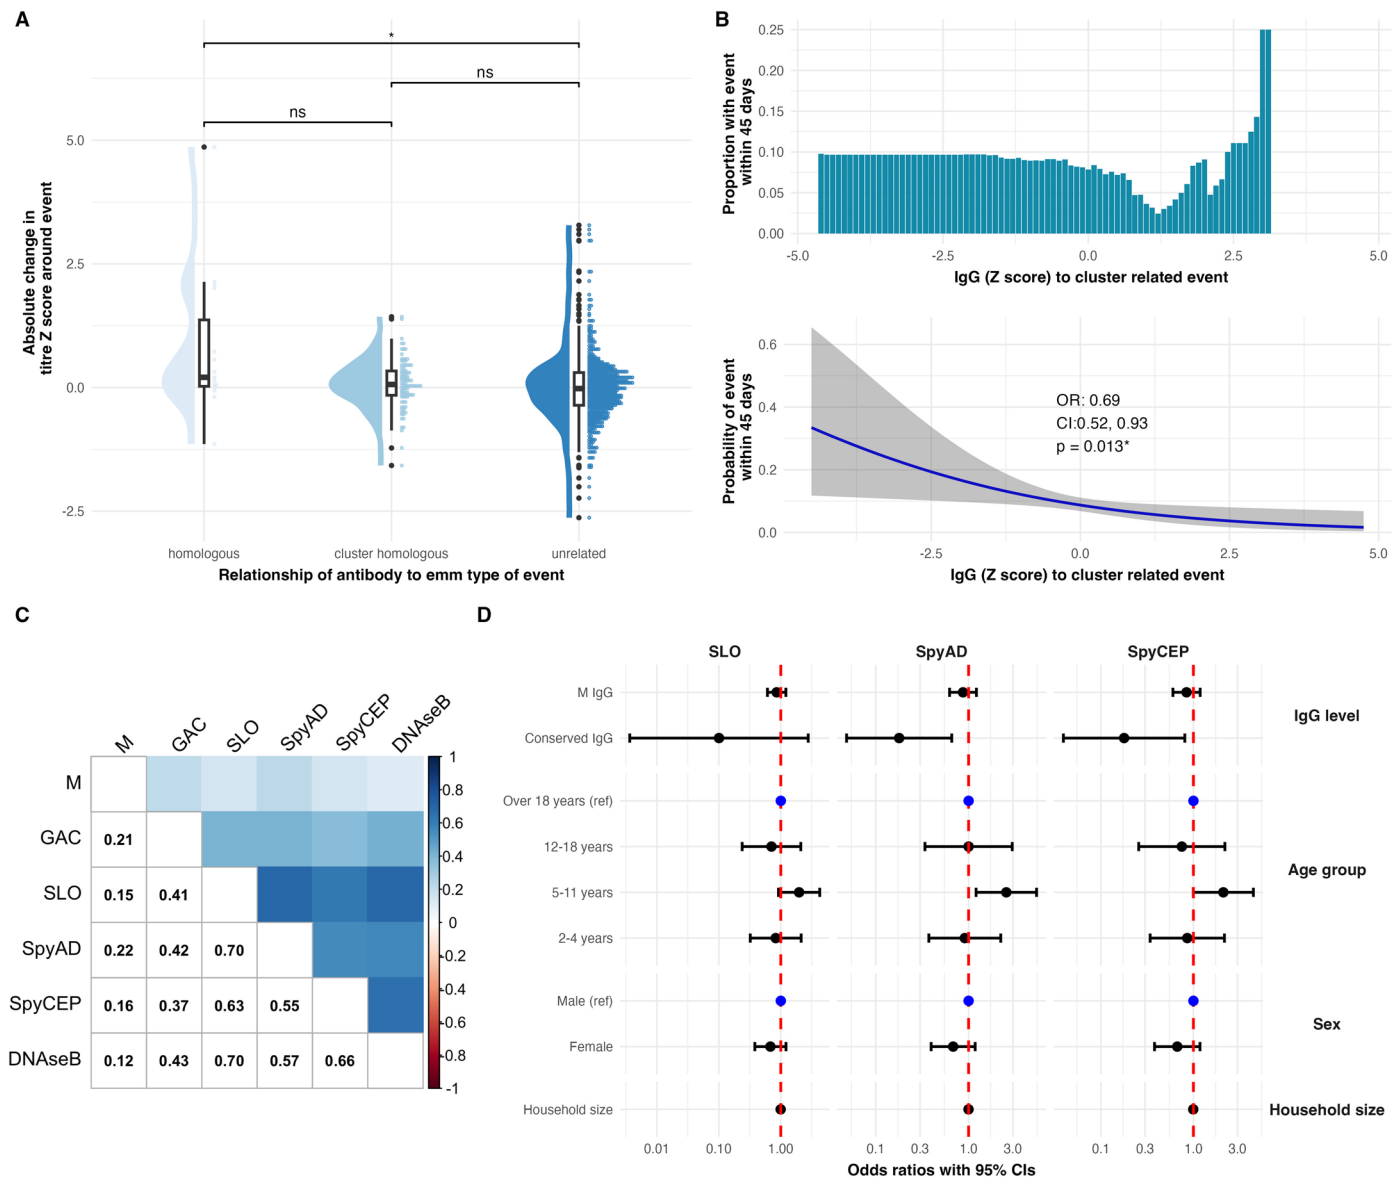 A
*
ns
ns
5.0
2.5
0.0
-2.5
Absolute change in
titre Z score around event
homologous
cluster homologous
unrelated
Relationship of antibody to emm type of event
B
0.25
0.20
0.15
0.10
0.05
0.00
Proportion with event
within 45 days
-5.0
-2.5
0.0
2.5
5.0
IgG (Z score) to cluster related event
0.6
0.4
0.2
0.0
Probability of event
within 45 days
OR: 0.69
CI:0.52, 0.93
p = 0.013*
-2.5
0.0
2.5
5.0
IgG (Z score) to cluster related event
C
M
GAC
SLO
SpyAD
SpyCEP
DNAseB
M
GAC
0.21
SLO
0.15 0.41
SpyAD
0.22 0.42 0.70
SpyCEP
0.16 0.37 0.63 0.55
DNAseB
0.12 0.43 0.70 0.57 0.66
1
0.8
0.6
0.4
0.2
0
-0.2
-0.4
-0.6
-0.8
-1
D
SLO
SpyAD
SpyCEP
M IgG
Conserved IgG
IgG level
Over 18 years (ref)
12-18 years
5-11 years
2-4 years
Age group
Male (ref)
Female
Sex
Household size
Household size
0.01 0.10 1.00
0.1 0.3 1.0 3.0
0.1 0.3 1.0 3.0
Odds ratios with 95% CIs